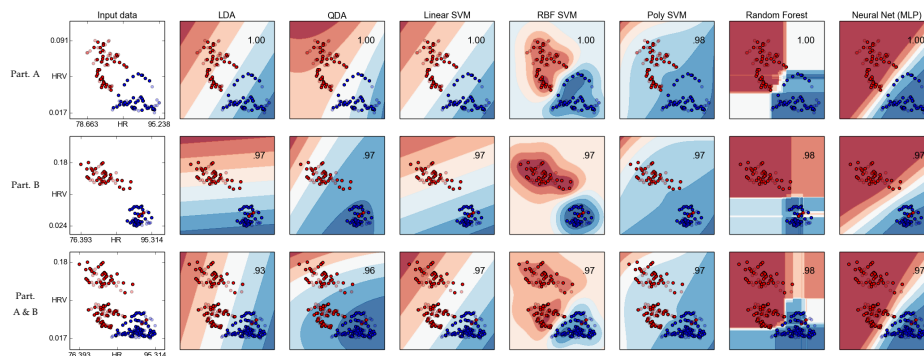 Input data LDA QDA Linear SVM RBF SVM Poly SVM Random Forest Neural Net (MLP)
0.091 1.00 1.00 1.00 1.00 .98 1.00 1.00
Part. A HRV
0.017
78.663 HR 95.238
0.18 .97 .97 .97 .97 .97 .98 .97
Part. B HRV
0.024
76.393 HR 95.314
0.18 .93 .96 .97 .97 .97 .98 .97
Part. HRV
A & B
0.017
76.393 HR 95.314